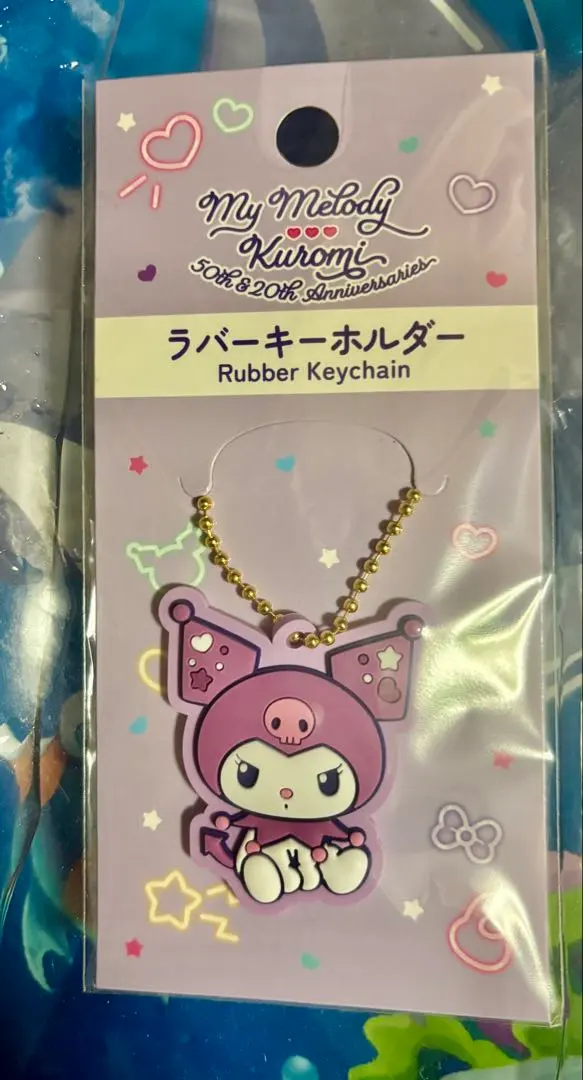 My Melody
Kuromi
50th & 20th Anniversaries
ラバーキーホルダー
Rubber Keychain